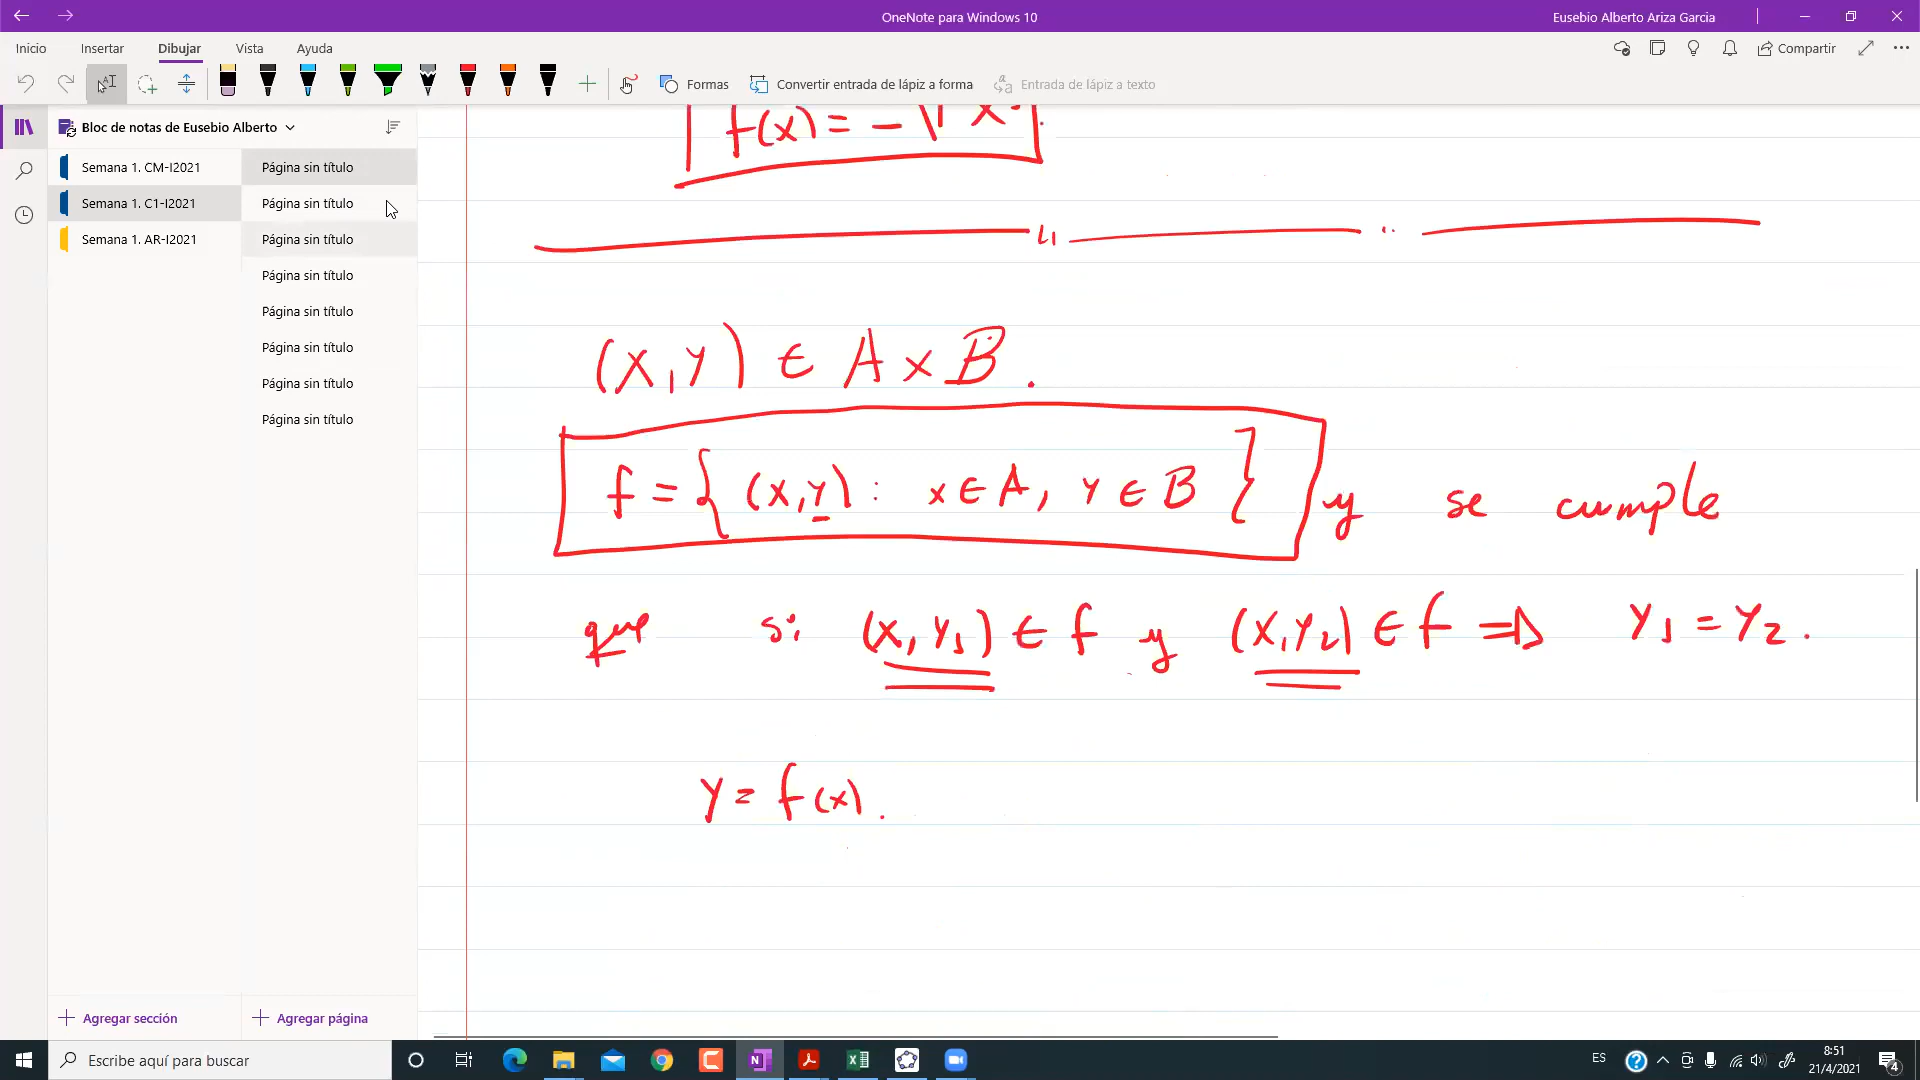 OneNote para Windows 10
Eusebio Alberto Ariza Garcia
Inicio Insertar Dibujar Vista Ayuda
Compartir
Formas Convertir entrada de lápiz a forma Entrada de lápiz a texto
Bloc de notas de Eusebio Alberto
Semana 1. CM-I2021
Semana 1. C1-I2021
Semana 1. AR-I2021
Página sin título
Página sin título
Página sin título
Página sin título
Página sin título
Página sin título
Página sin título
Página sin título
f(x) = -√x
(x,y) ∈ A x B.
f = { (x,y) : x ∈ A, y ∈ B } y se cumple
que si (x, y₁) ∈ f y (x, y₂) ∈ f ⇒ y₁ = y₂.
y = f(x).
Agregar sección
Agregar página
Escribe aquí para buscar
ES
8:51
21/4/2021
4